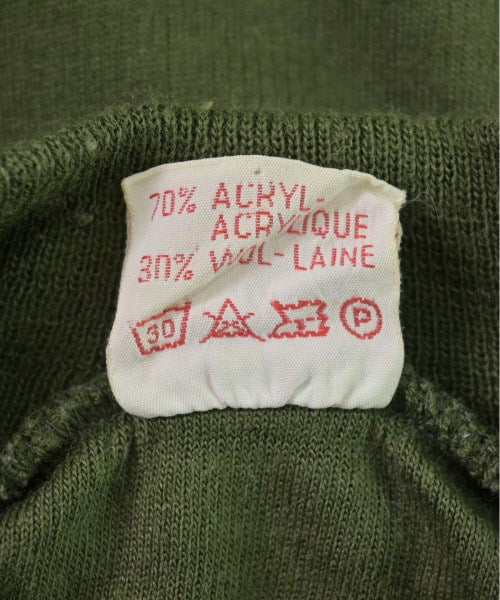 70% ACRYL-
ACRYLIQUE
30% WOL-LAINE
30 P